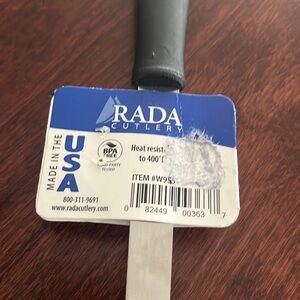 RADA
CUTLERY
MADE IN THE
USA
BPA
FREE
TESTED
Heat resist
to 400°
ITEM #W9
800-311-9691
www.radacutlery.com
0 82449 00363 7